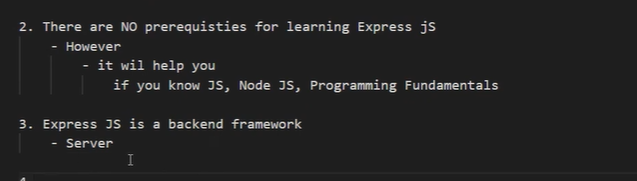 2. There are NO prerequisties for learning Express jS
- However
- it wil help you
if you know JS, Node JS, Programming Fundamentals
3. Express JS is a backend framework
- Server